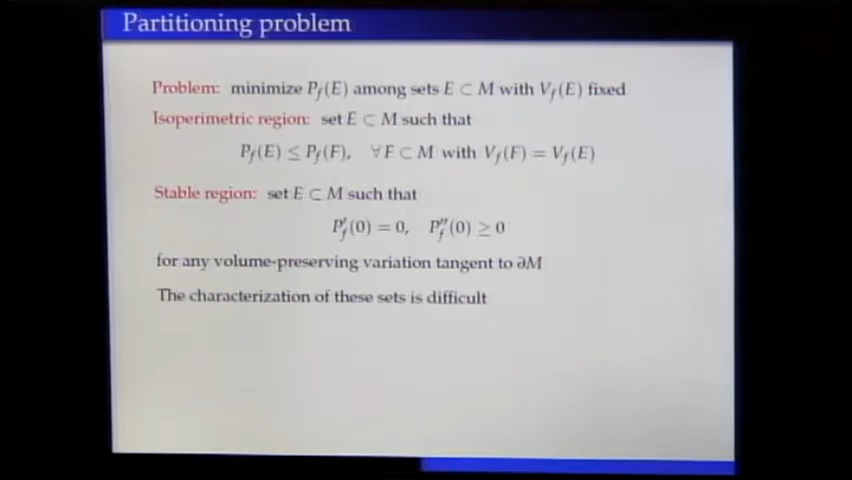 Partitioning problem
Problem: minimize P_f(E) among sets E ⊂ M with V_f(E) fixed
Isoperimetric region: set E ⊂ M such that
P_f(E) ≤ P_f(F), ∀F ⊂ M with V_f(F) = V_f(E)
Stable region: set E ⊂ M such that
P'_f(0) = 0, P''_f(0) ≥ 0
for any volume-preserving variation tangent to ∂M
The characterization of these sets is difficult